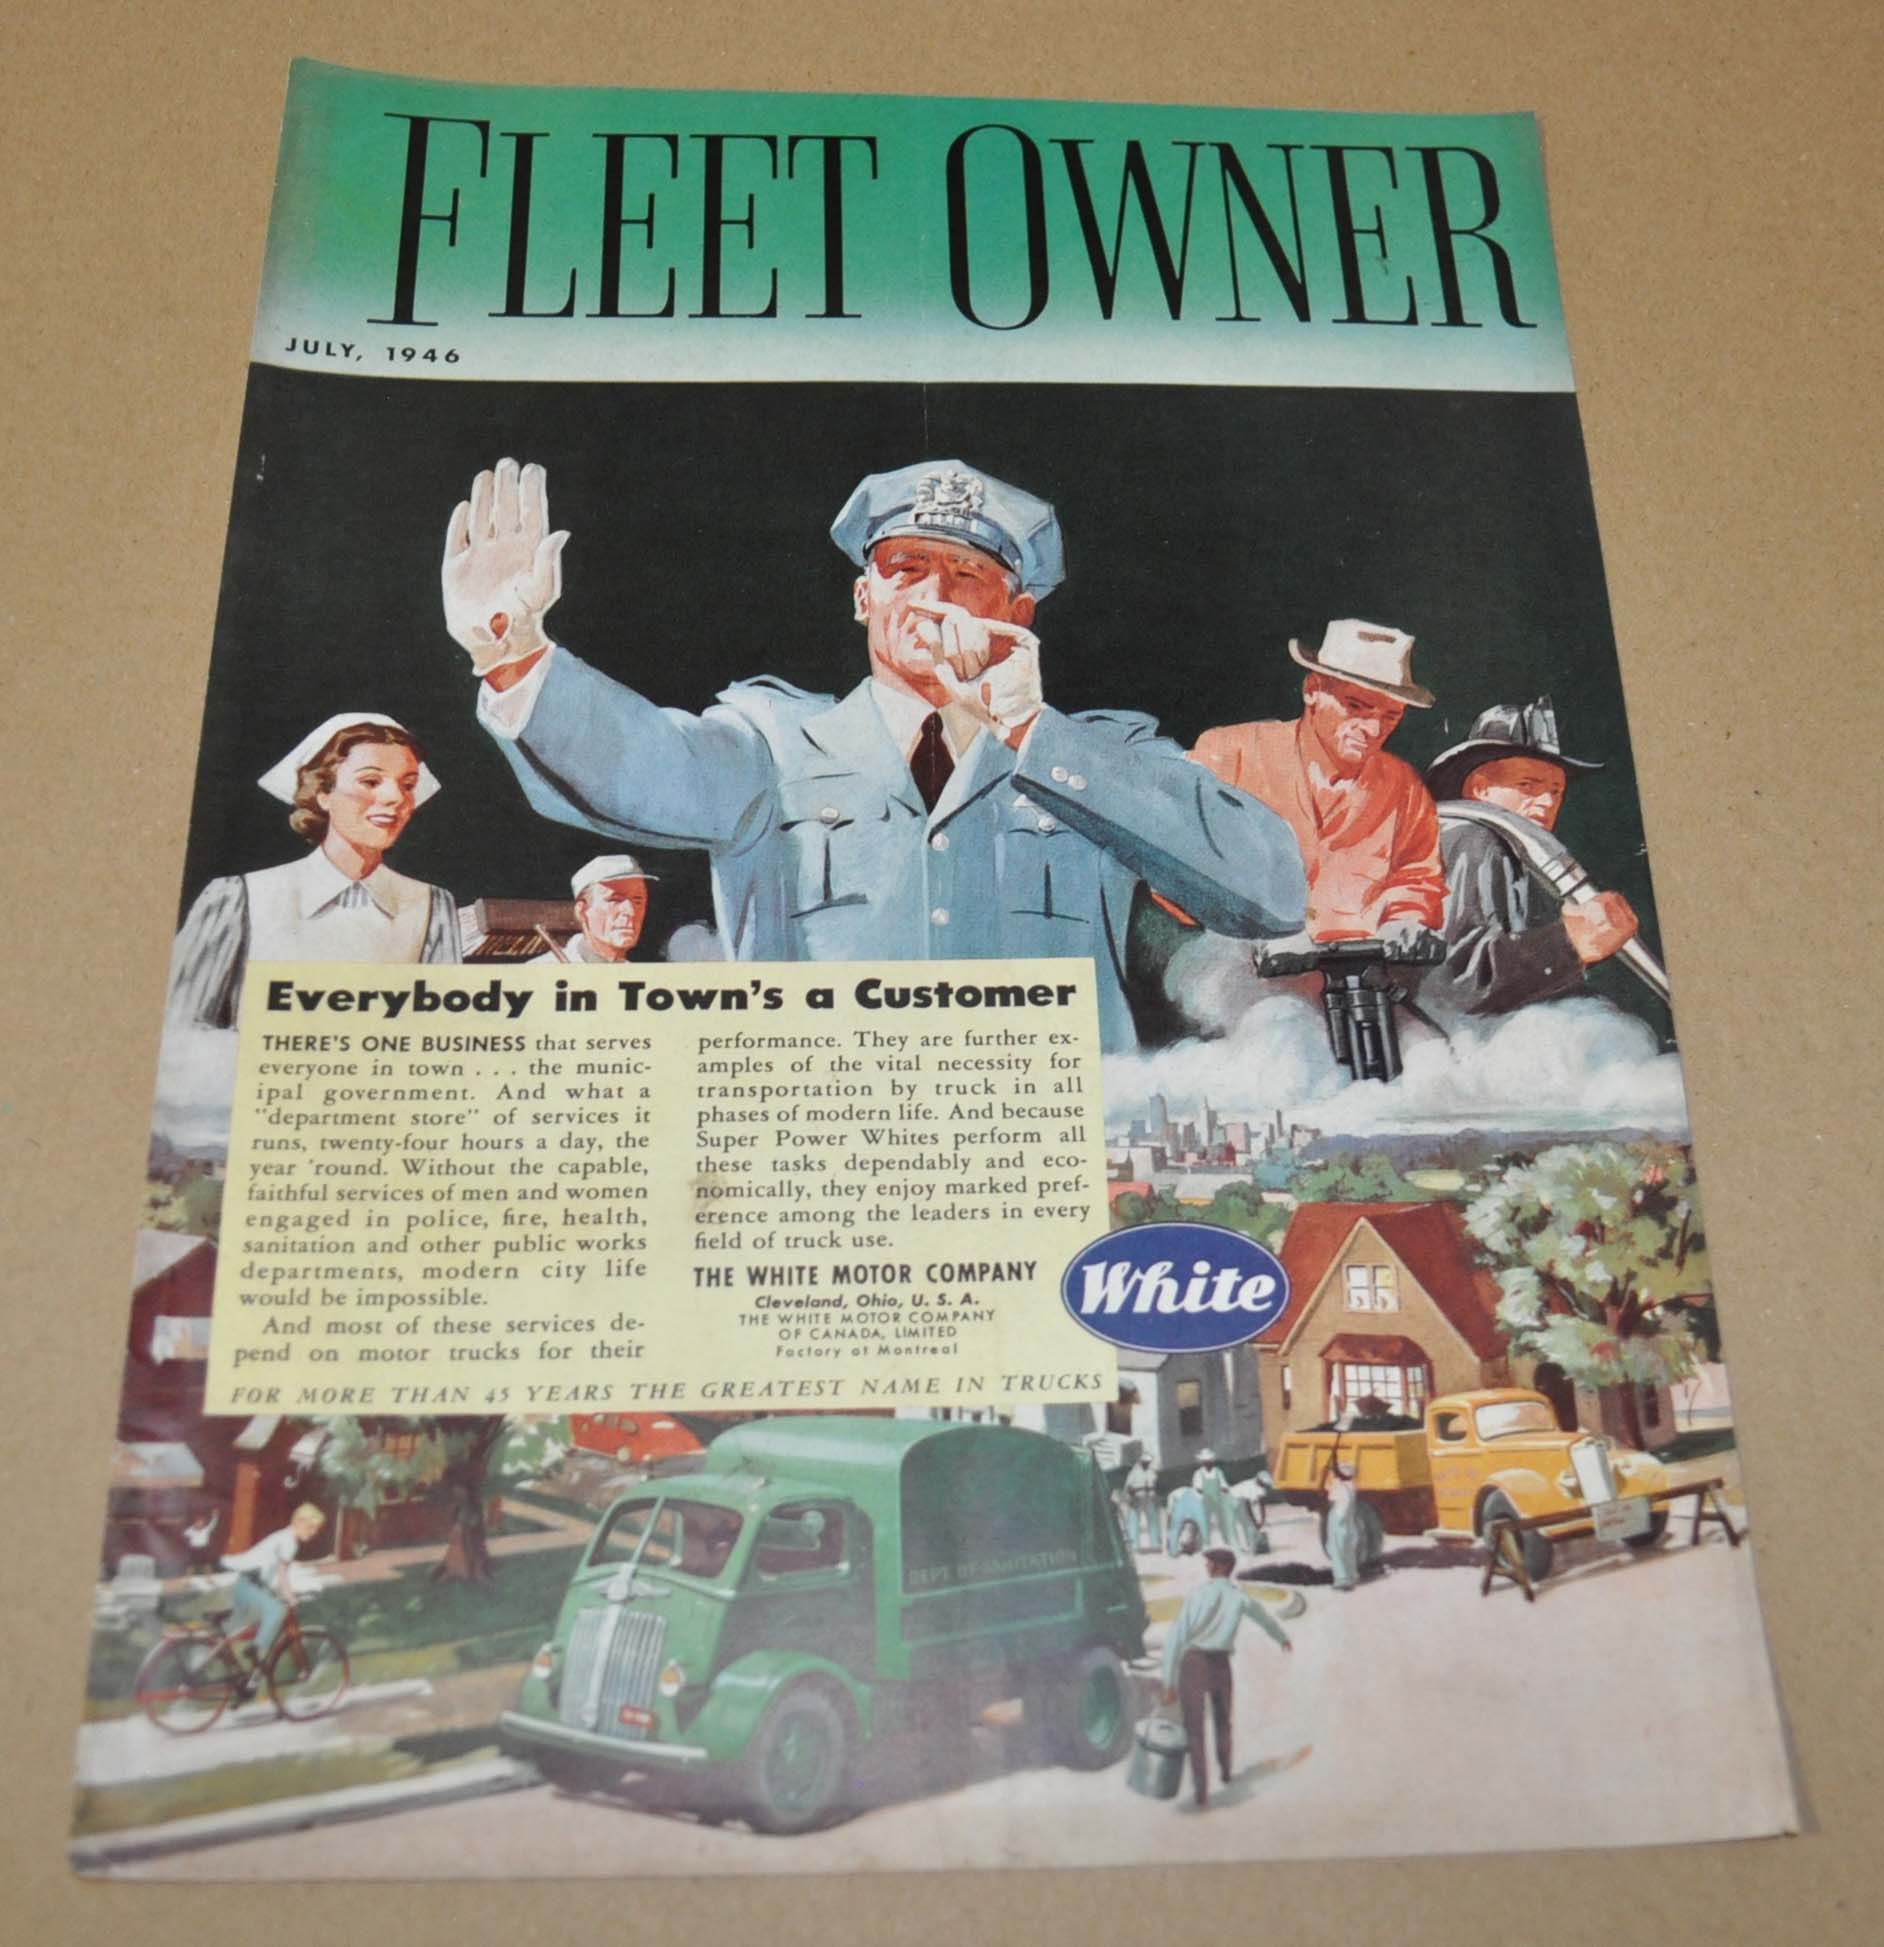 FLEET OWNER
JULY, 1946
Everybody in Town's a Customer
THERE'S ONE BUSINESS that serves
everyone in town . . . the munic-
ipal government. And what a
"department store" of services it
runs, twenty-four hours a day, the
year 'round. Without the capable,
faithful services of men and women
engaged in police, fire, health,
sanitation and other public works
departments, modern city life
would be impossible.
And most of these services de-
pend on motor trucks for their
performance. They are further ex-
amples of the vital necessity for
transportation by truck in all
phases of modern life. And because
Super Power Whites perform all
these tasks dependably and eco-
nomically, they enjoy marked pref-
erence among the leaders in every
field of truck use.
THE WHITE MOTOR COMPANY
Cleveland, Ohio, U. S. A.
THE WHITE MOTOR COMPANY
OF CANADA, LIMITED
Factory at Montreal
White
FOR MORE THAN 45 YEARS THE GREATEST NAME IN TRUCKS
DEPT OF SANITATION